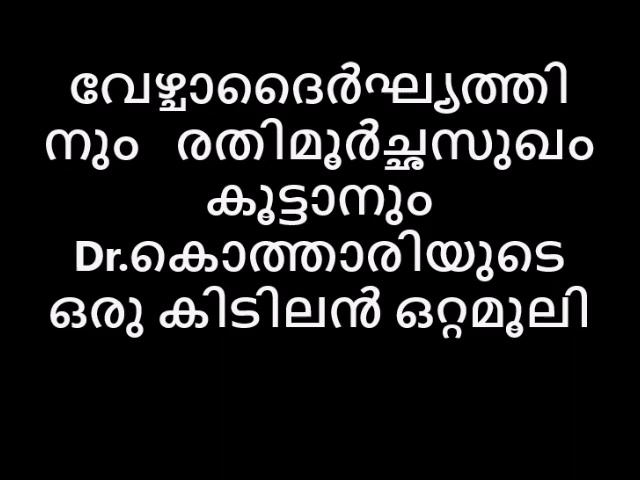 വേഴ്ചാദൈർഘ്യത്തി
നും രതിമൂർച്ഛസുഖം
കൂട്ടാനും
Dr.കൊത്താരിയുടെ
ഒരു കിടിലൻ ഒറ്റമൂലി